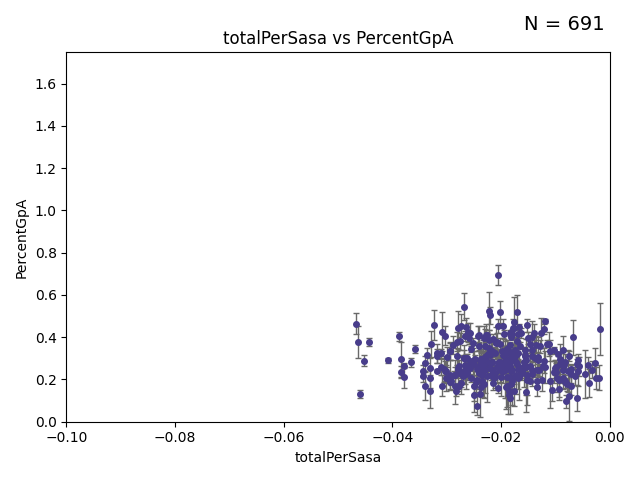 N = 691
totalPerSasa vs PercentGpA
PercentGpA
1.6
1.4
1.2
1.0
0.8
0.6
0.4
0.2
0.0
−0.10 −0.08 −0.06 −0.04 −0.02 0.00
totalPerSasa